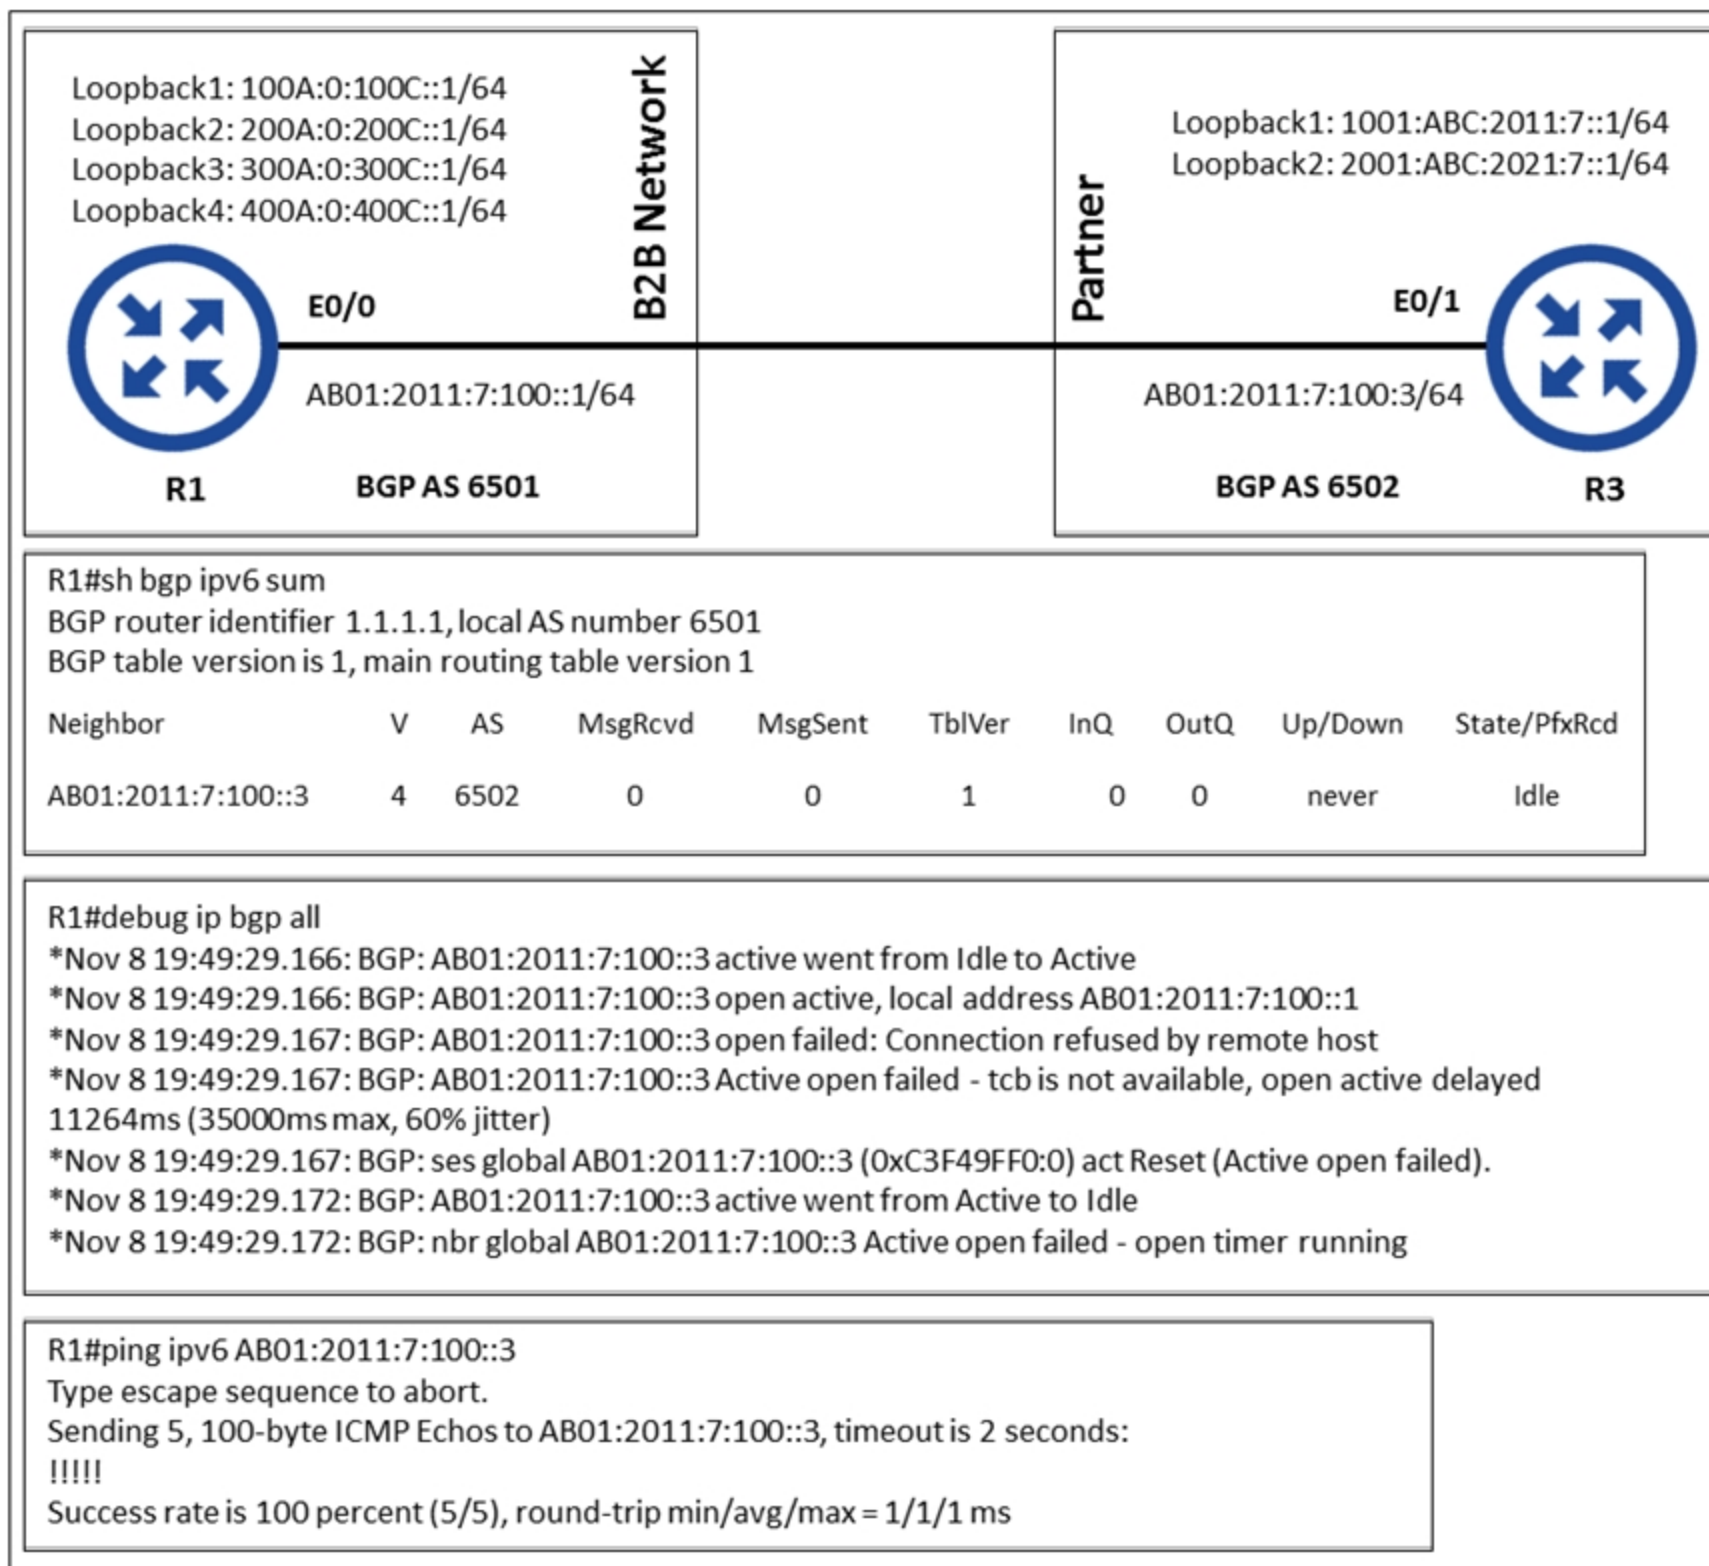 Loopback1: 100A:0:100C::1/64
Loopback2: 200A:0:200C::1/64
Loopback3: 300A:0:300C::1/64
Loopback4: 400A:0:400C::1/64
B2B Network
E0/0
AB01:2011:7:100::1/64
R1
BGP AS 6501
Loopback1: 1001:ABC:2011:7::1/64
Loopback2: 2001:ABC:2021:7::1/64
Partner
E0/1
AB01:2011:7:100:3/64
BGP AS 6502
R3
R1#sh bgp ipv6 sum
BGP router identifier 1.1.1.1, local AS number 6501
BGP table version is 1, main routing table version 1
Neighbor V AS MsgRcvd MsgSent TblVer InQ OutQ Up/Down State/PfxRcd
AB01:2011:7:100::3 4 6502 0 0 1 0 0 never Idle
R1#debug ip bgp all
*Nov 8 19:49:29.166: BGP: AB01:2011:7:100::3 active went from Idle to Active
*Nov 8 19:49:29.166: BGP: AB01:2011:7:100::3 open active, local address AB01:2011:7:100::1
*Nov 8 19:49:29.167: BGP: AB01:2011:7:100::3 open failed: Connection refused by remote host
*Nov 8 19:49:29.167: BGP: AB01:2011:7:100::3 Active open failed - tcb is not available, open active delayed
11264ms (35000ms max, 60% jitter)
*Nov 8 19:49:29.167: BGP: ses global AB01:2011:7:100::3 (0xC3F49FF0:0) act Reset (Active open failed).
*Nov 8 19:49:29.172: BGP: AB01:2011:7:100::3 active went from Active to Idle
*Nov 8 19:49:29.172: BGP: nbr global AB01:2011:7:100::3 Active open failed - open timer running
R1#ping ipv6 AB01:2011:7:100::3
Type escape sequence to abort.
Sending 5, 100-byte ICMP Echos to AB01:2011:7:100::3, timeout is 2 seconds:
!!!!!
Success rate is 100 percent (5/5), round-trip min/avg/max = 1/1/1 ms